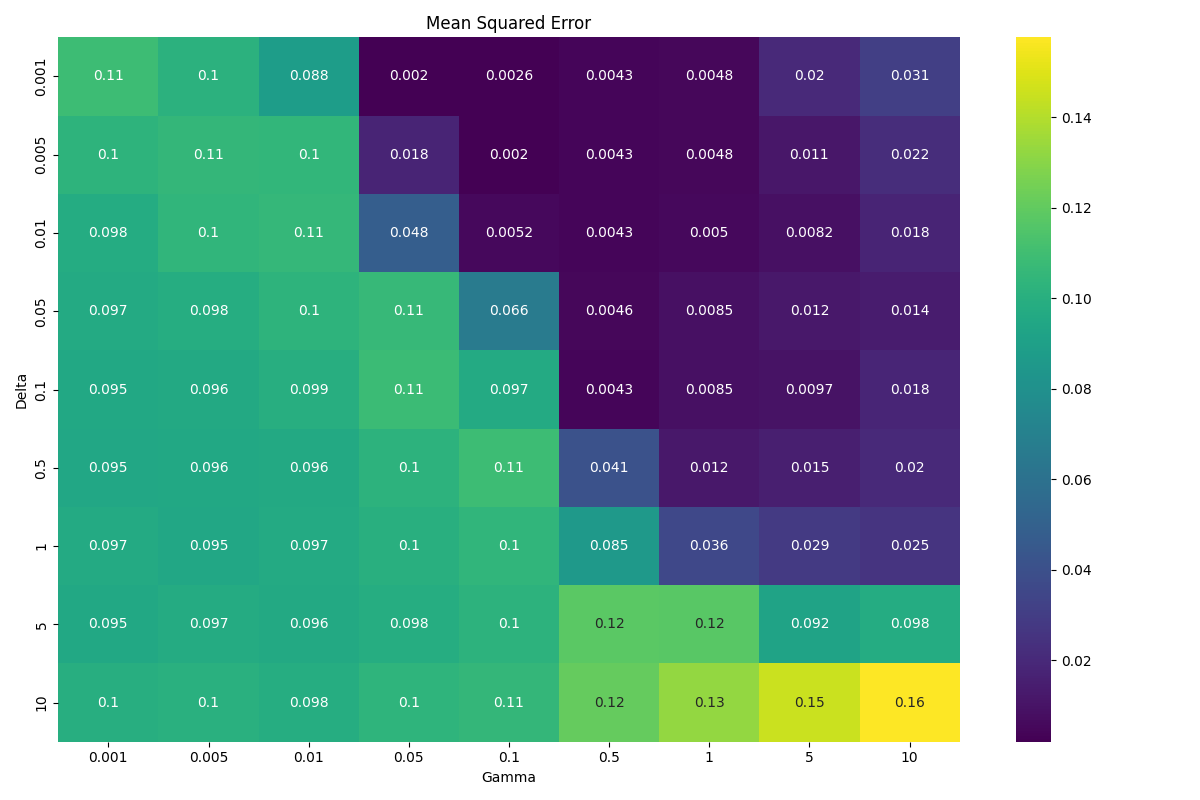 Mean Squared Error
0.001 0.11 0.1 0.088 0.002 0.0026 0.0043 0.0048 0.02 0.031
0.005 0.1 0.11 0.1 0.018 0.002 0.0043 0.0048 0.011 0.022
0.01 0.098 0.1 0.11 0.048 0.0052 0.0043 0.005 0.0082 0.018
0.05 0.097 0.098 0.1 0.11 0.066 0.0046 0.0085 0.012 0.014
0.1 0.095 0.096 0.099 0.11 0.097 0.0043 0.0085 0.0097 0.018
0.5 0.095 0.096 0.096 0.1 0.11 0.041 0.012 0.015 0.02
1 0.097 0.095 0.097 0.1 0.1 0.085 0.036 0.029 0.025
5 0.095 0.097 0.096 0.098 0.1 0.12 0.12 0.092 0.098
10 0.1 0.1 0.098 0.1 0.11 0.12 0.13 0.15 0.16
Delta
0.001 0.005 0.01 0.05 0.1 0.5 1 5 10
Gamma
0.14
0.12
0.10
0.08
0.06
0.04
0.02